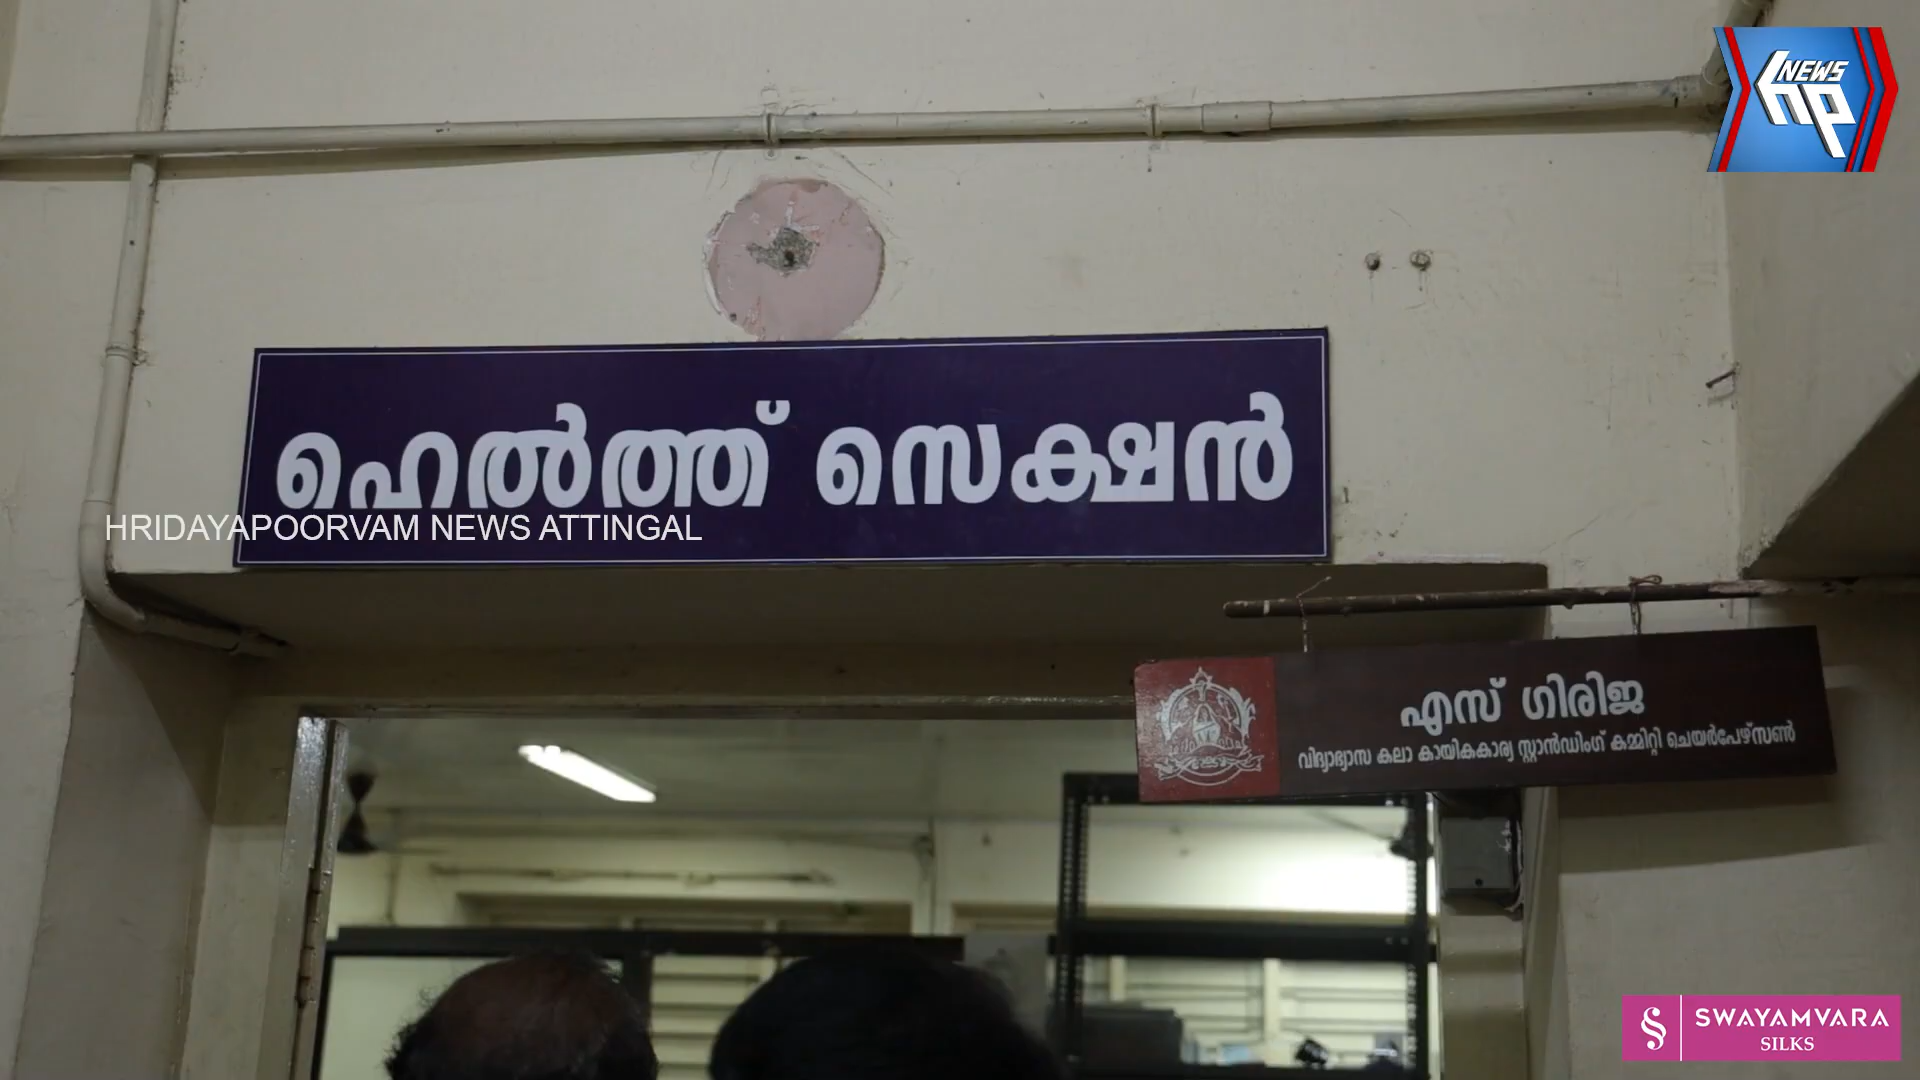 NEWS
hp
ഹെൽത്ത് സെക്ഷൻ
HRIDAYAPOORVAM NEWS ATTINGAL
എസ് ഗിരിജ
വിദ്യാഭ്യാസ കലാ കായികകാര്യ സ്റ്റാൻഡിംഗ് കമ്മിറ്റി ചെയർപേഴ്സൺ
SWAYAMVARA
SILKS